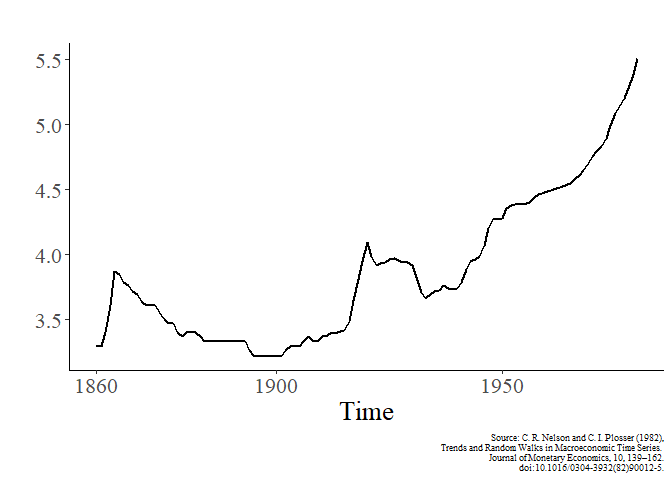 5.5
5.0
4.5
4.0
3.5
1860 1900 1950
Time
Source: C. R. Nelson and C. I. Plosser (1982),
Trends and Random Walks in Macroeconomic Time Series.
Journal of Monetary Economics, 10, 139–162.
doi:10.1016/0304-3932(82)90012-5.